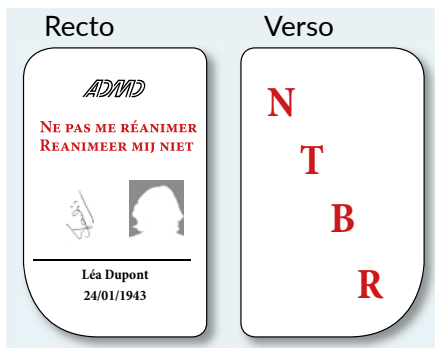 Recto
ADMD
NE PAS ME RÉANIMER
REANIMEER MIJ NIET
Léa Dupont
24/01/1943
Verso
N
T
B
R